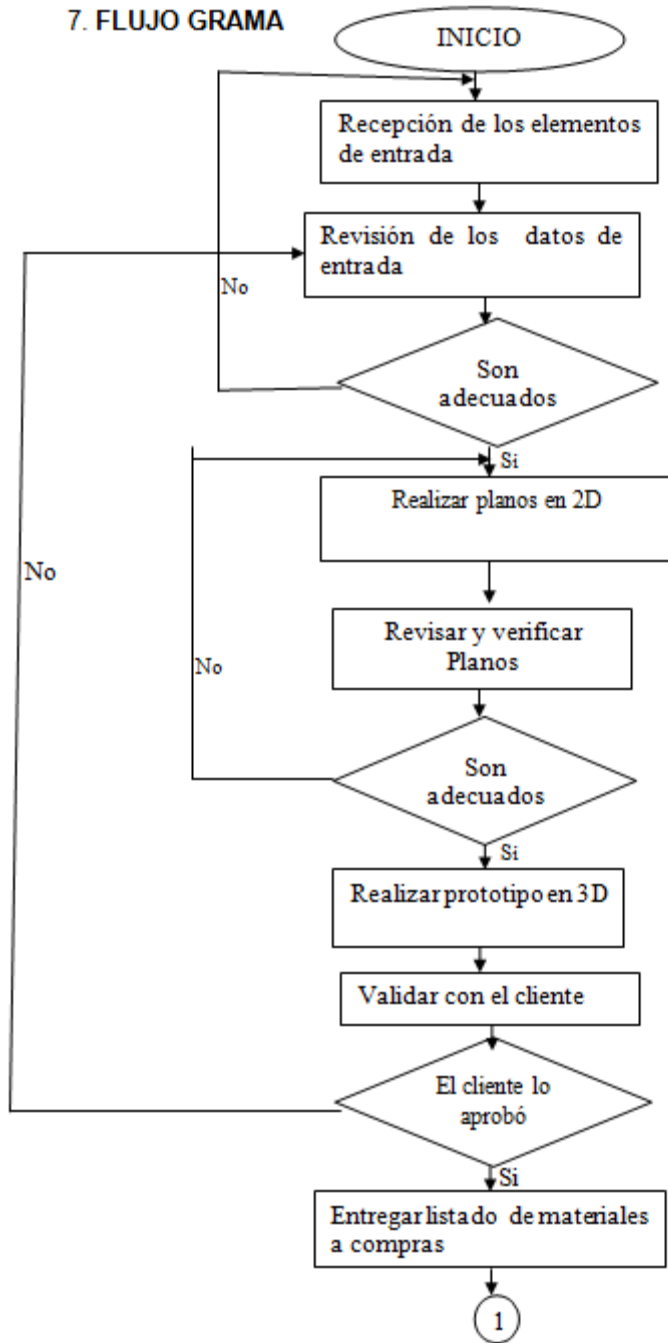 7. FLUJO GRAMA
INICIO
Recepción de los elementos
de entrada
Revisión de los datos de
entrada
No
Son
adecuados
Si
Realizar planos en 2D
No
Revisar y verificar
Planos
No
Son
adecuados
Si
Realizar prototipo en 3D
Validar con el cliente
El cliente lo
aprobó
Si
Entregar listado de materiales
a compras
1